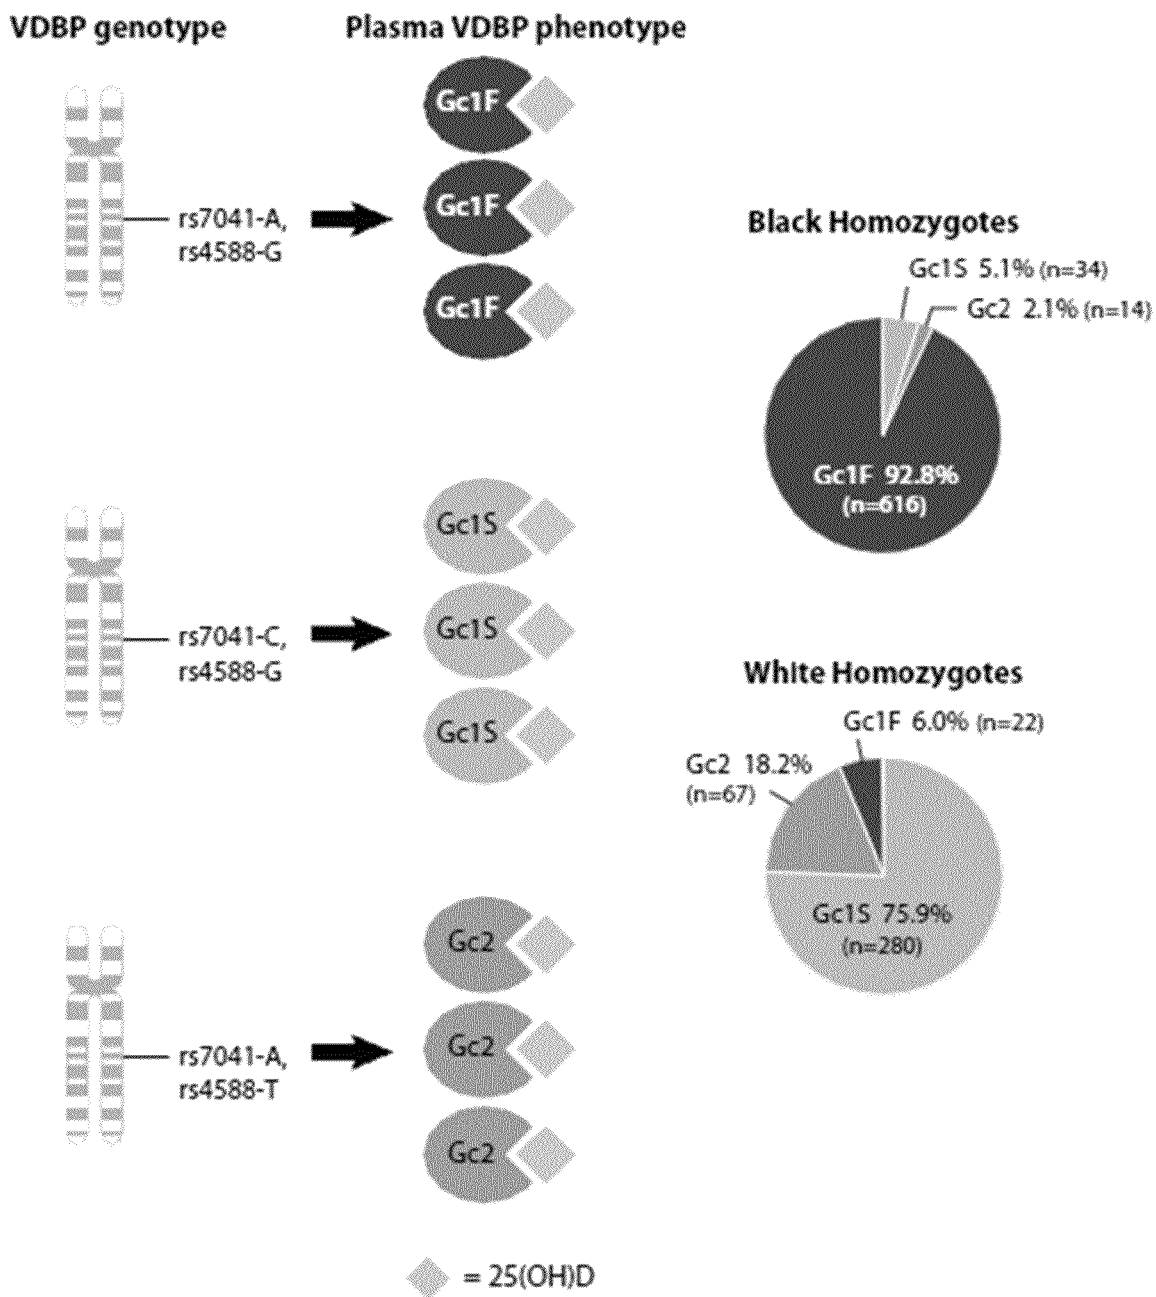 VDBP genotype
Plasma VDBP phenotype
Gc1F
Gc1F
Gc1F
rs7041-A,
rs4588-G
Gc1S
Gc1S
Gc1S
rs7041-C,
rs4588-G
Gc2
Gc2
Gc2
rs7041-A,
rs4588-T
= 25(OH)D
Black Homozygotes
Gc1S 5.1% (n=34)
Gc2 2.1% (n=14)
Gc1F 92.8%
(n=616)
White Homozygotes
Gc1F 6.0% (n=22)
Gc2 18.2%
(n=67)
Gc1S 75.9%
(n=280)